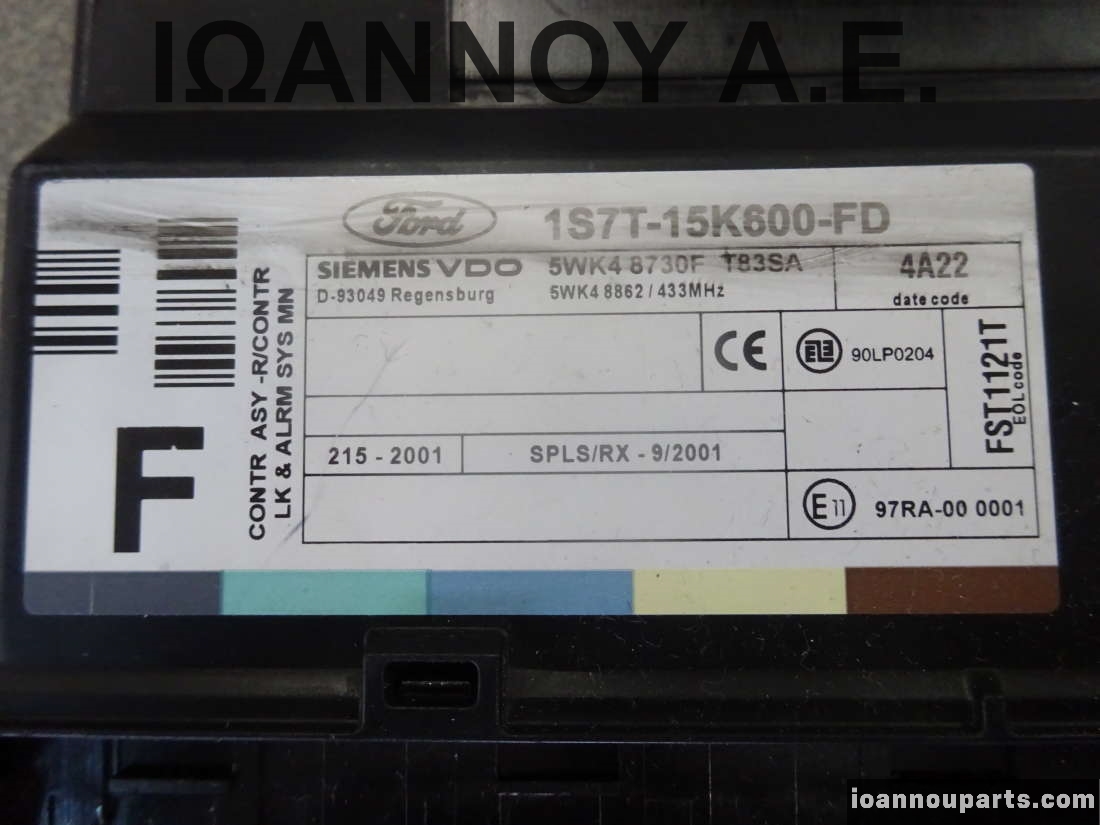 ΙΩΑΝΝΟΥ Α.Ε.
Ford
1S7T-15K600-FD
SIEMENS VDO 5WK4 8730F T83SA
D-93049 Regensburg 5WK4 8862 / 433MHz
4A22
date code
CE
90LP0204
FST1121T
EOL code
215 - 2001
SPLS/RX - 9/2001
E11
97RA-00 0001
CONTR ASY -R/CONTR
LK & ALRM SYS MN
F
ioannouparts.com